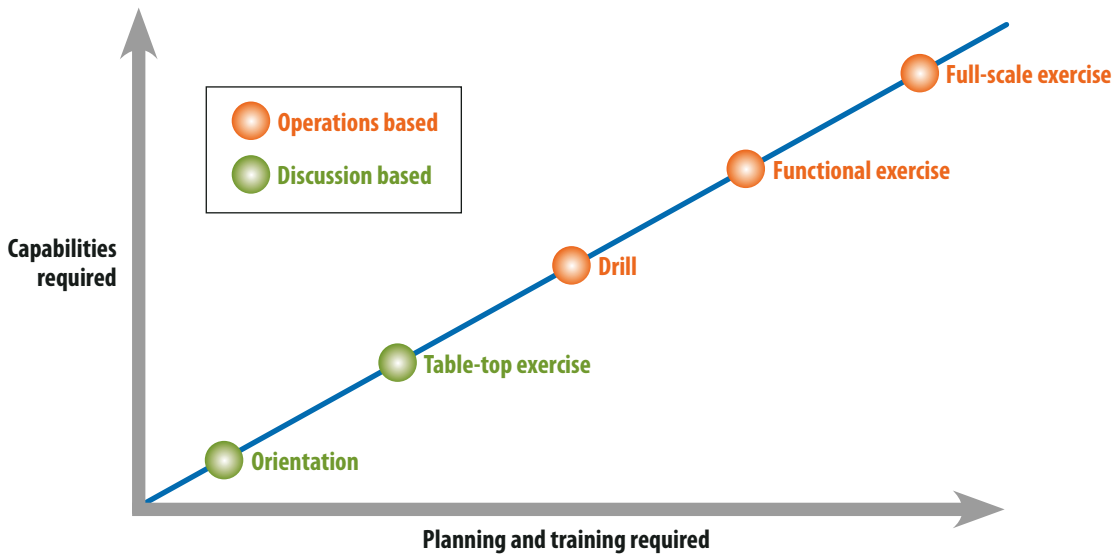 Full-scale exercise
Operations based
Discussion based
Functional exercise
Capabilities
required
Drill
Table-top exercise
Orientation
Planning and training required